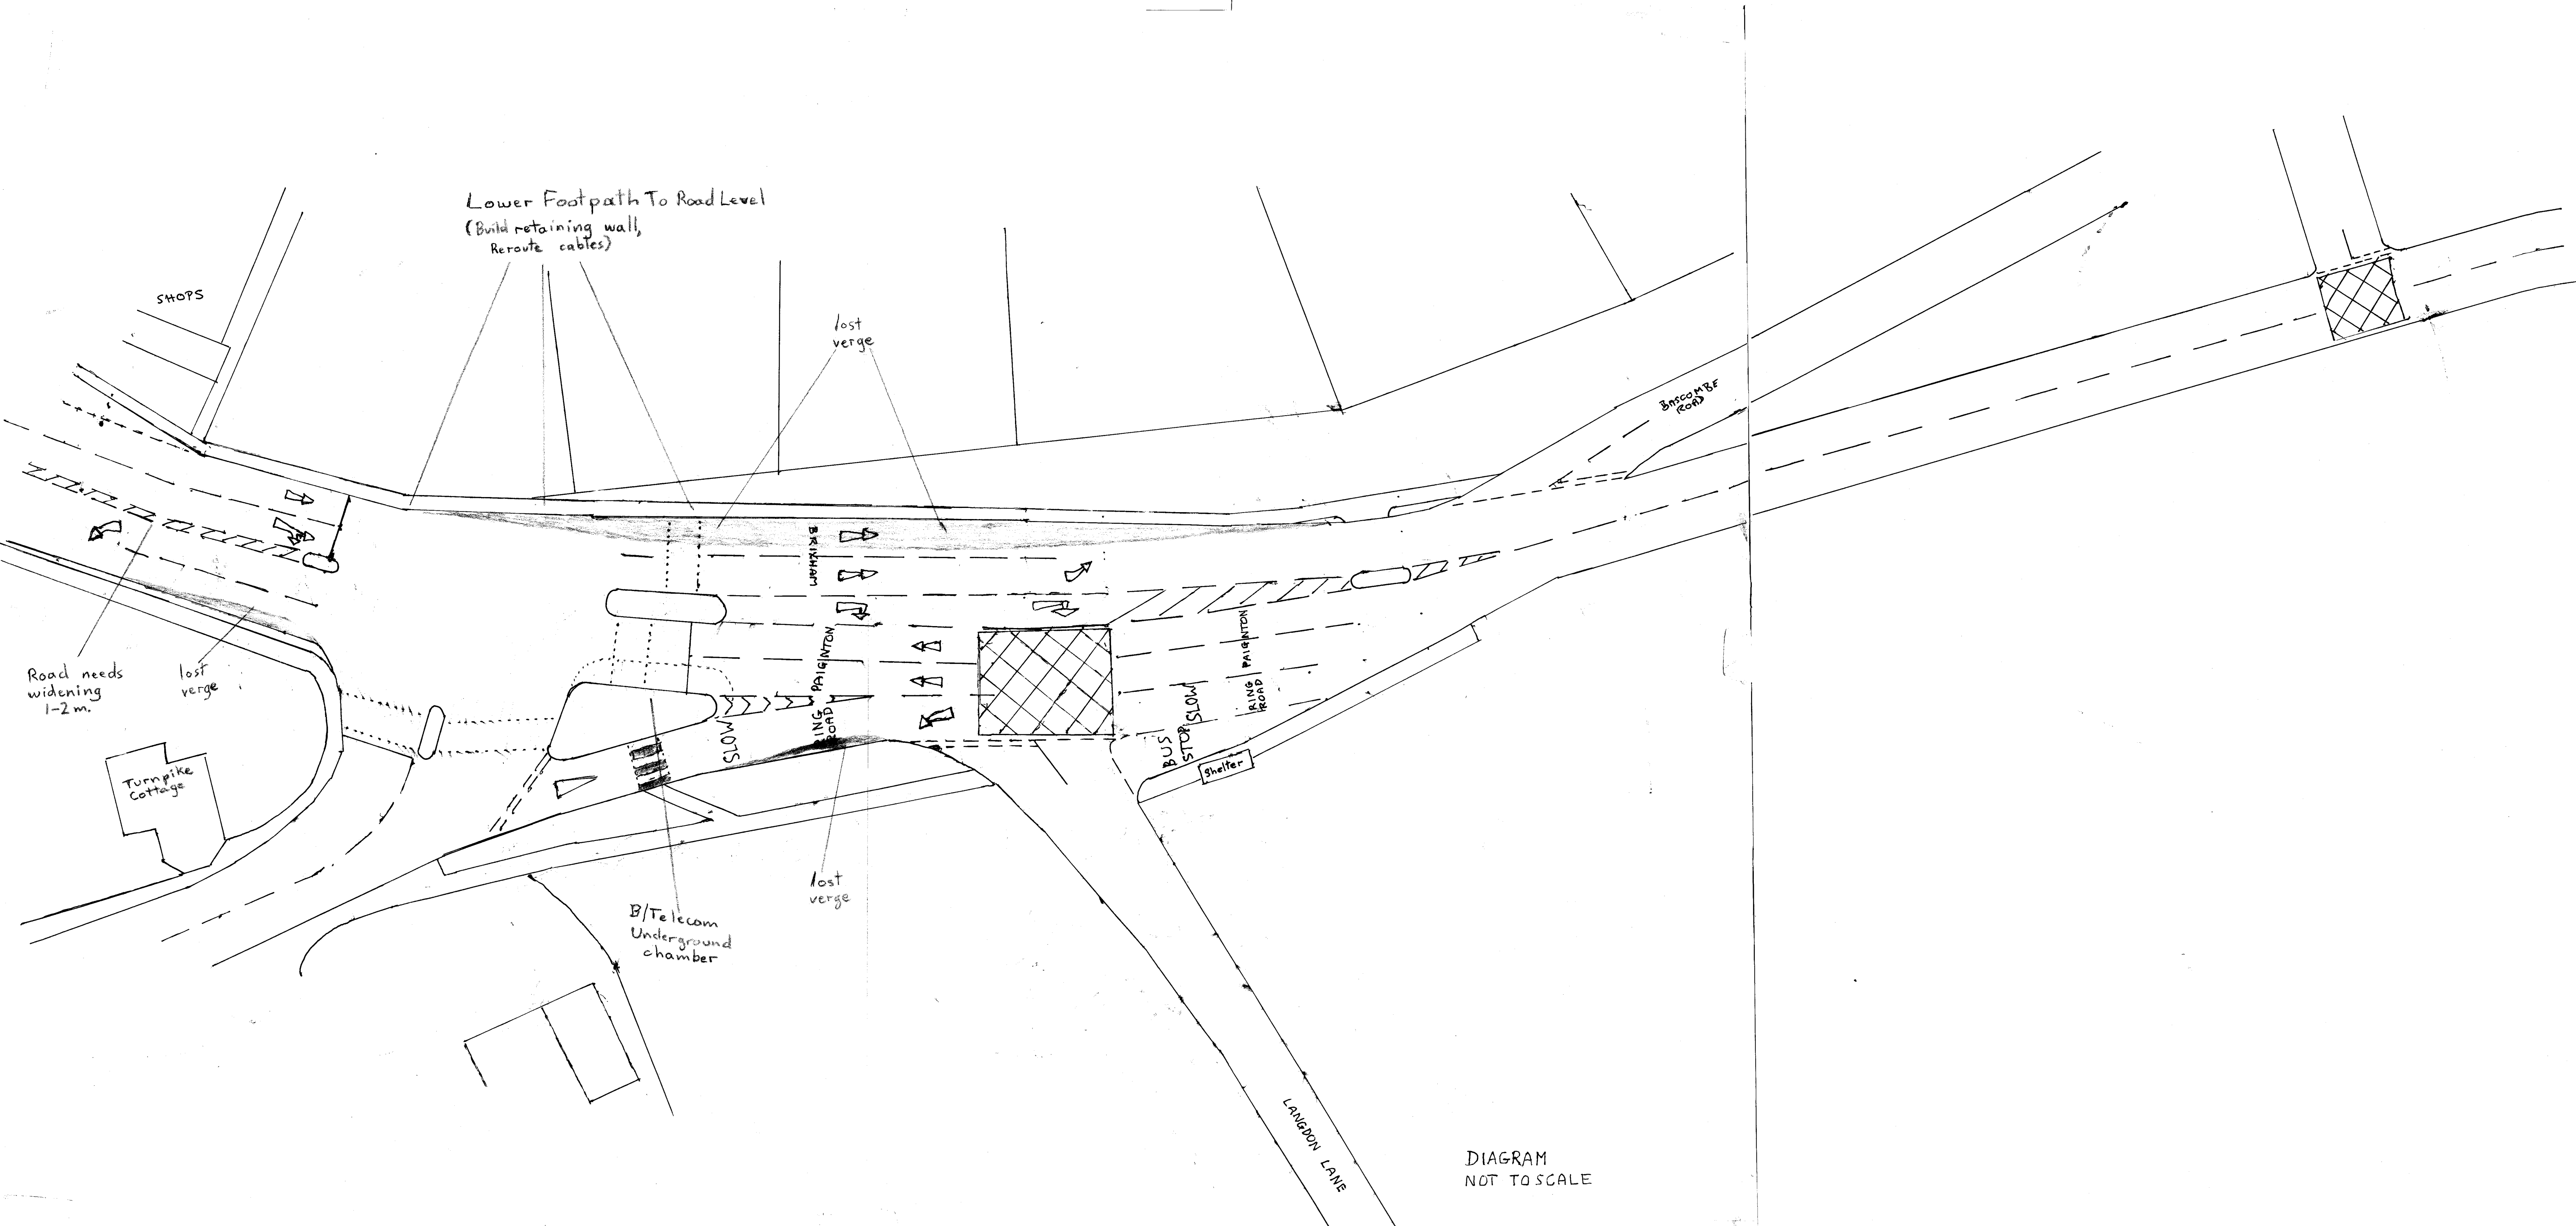 Lower Footpath To Road Level
(Build retaining wall,
Reroute cables)
SHOPS
lost
verge
BASCOMBE
ROAD
BRIXHAM
PAIGNTON
RING
ROAD
SLOW
PAIGNTON
RING
ROAD
SLOW
BUS
STOP
Shelter
Road needs
widening
1-2 m.
lost
verge
Turnpike
Cottage
lost
verge
B/Telecom
Underground
chamber
LANGDON LANE
DIAGRAM
NOT TO SCALE